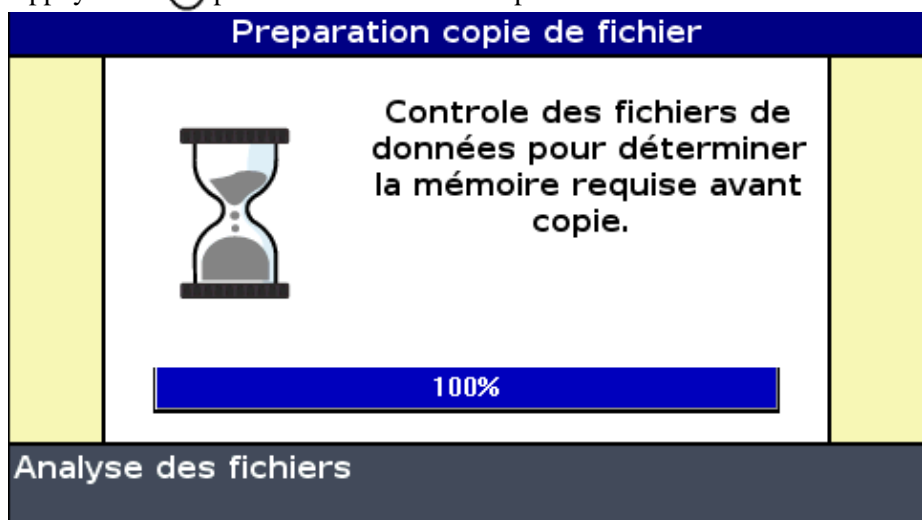 Preparation copie de fichier
Controle des fichiers de
données pour déterminer
la mémoire requise avant
copie.
100%
Analyse des fichiers